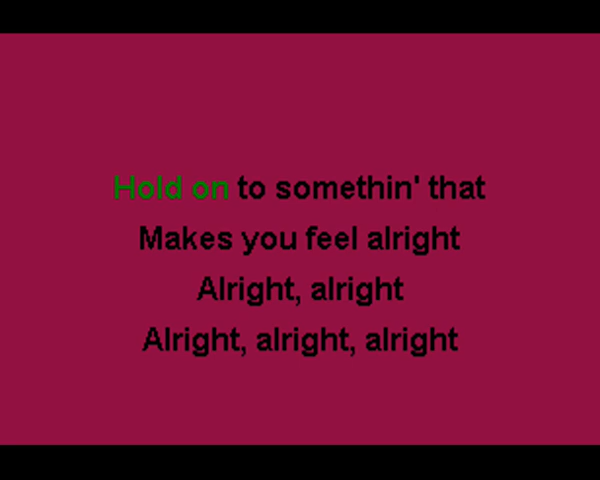 Hold on to somethin' that
Makes you feel alright
Alright, alright
Alright, alright, alright